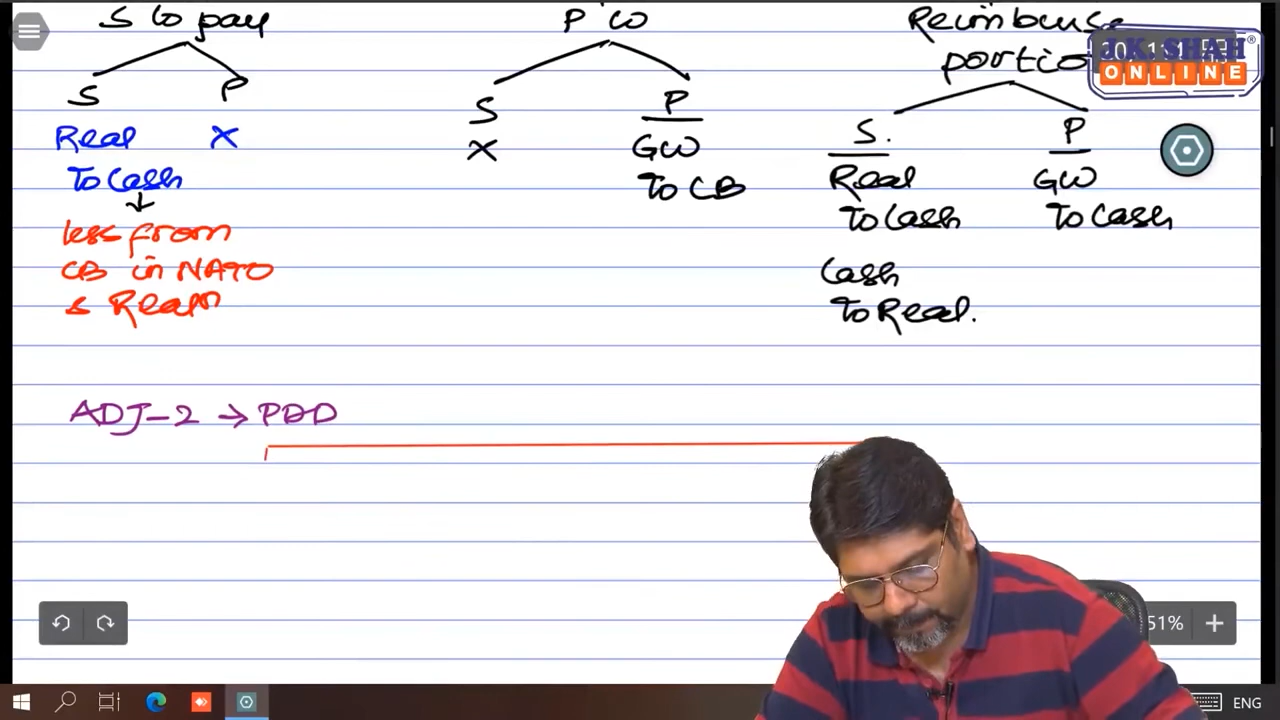 S to pay
S P
Real X
To Cash
less from
CB in NATO
& Realn
P co
S P
X GW
To CB
Reimburse
portion
S. P
Real GW
To Cash To Cash
Cash
To Real.
ADJ-2 → PDD
J.K. SHAH®
ONLINE
51%
ENG